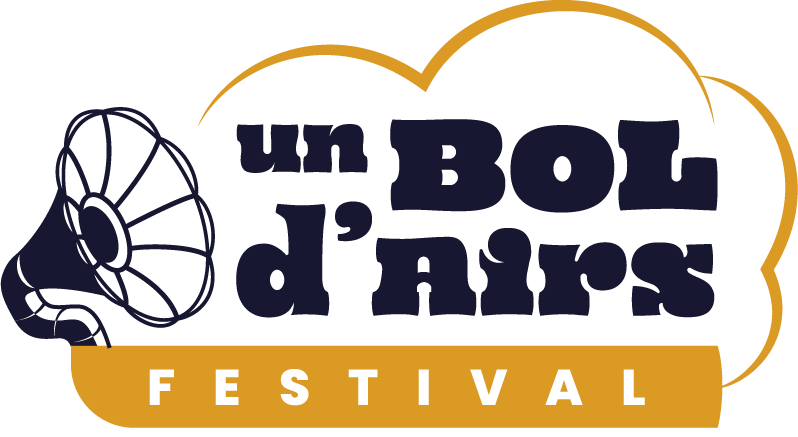 un BOL
d'Airs
FESTIVAL